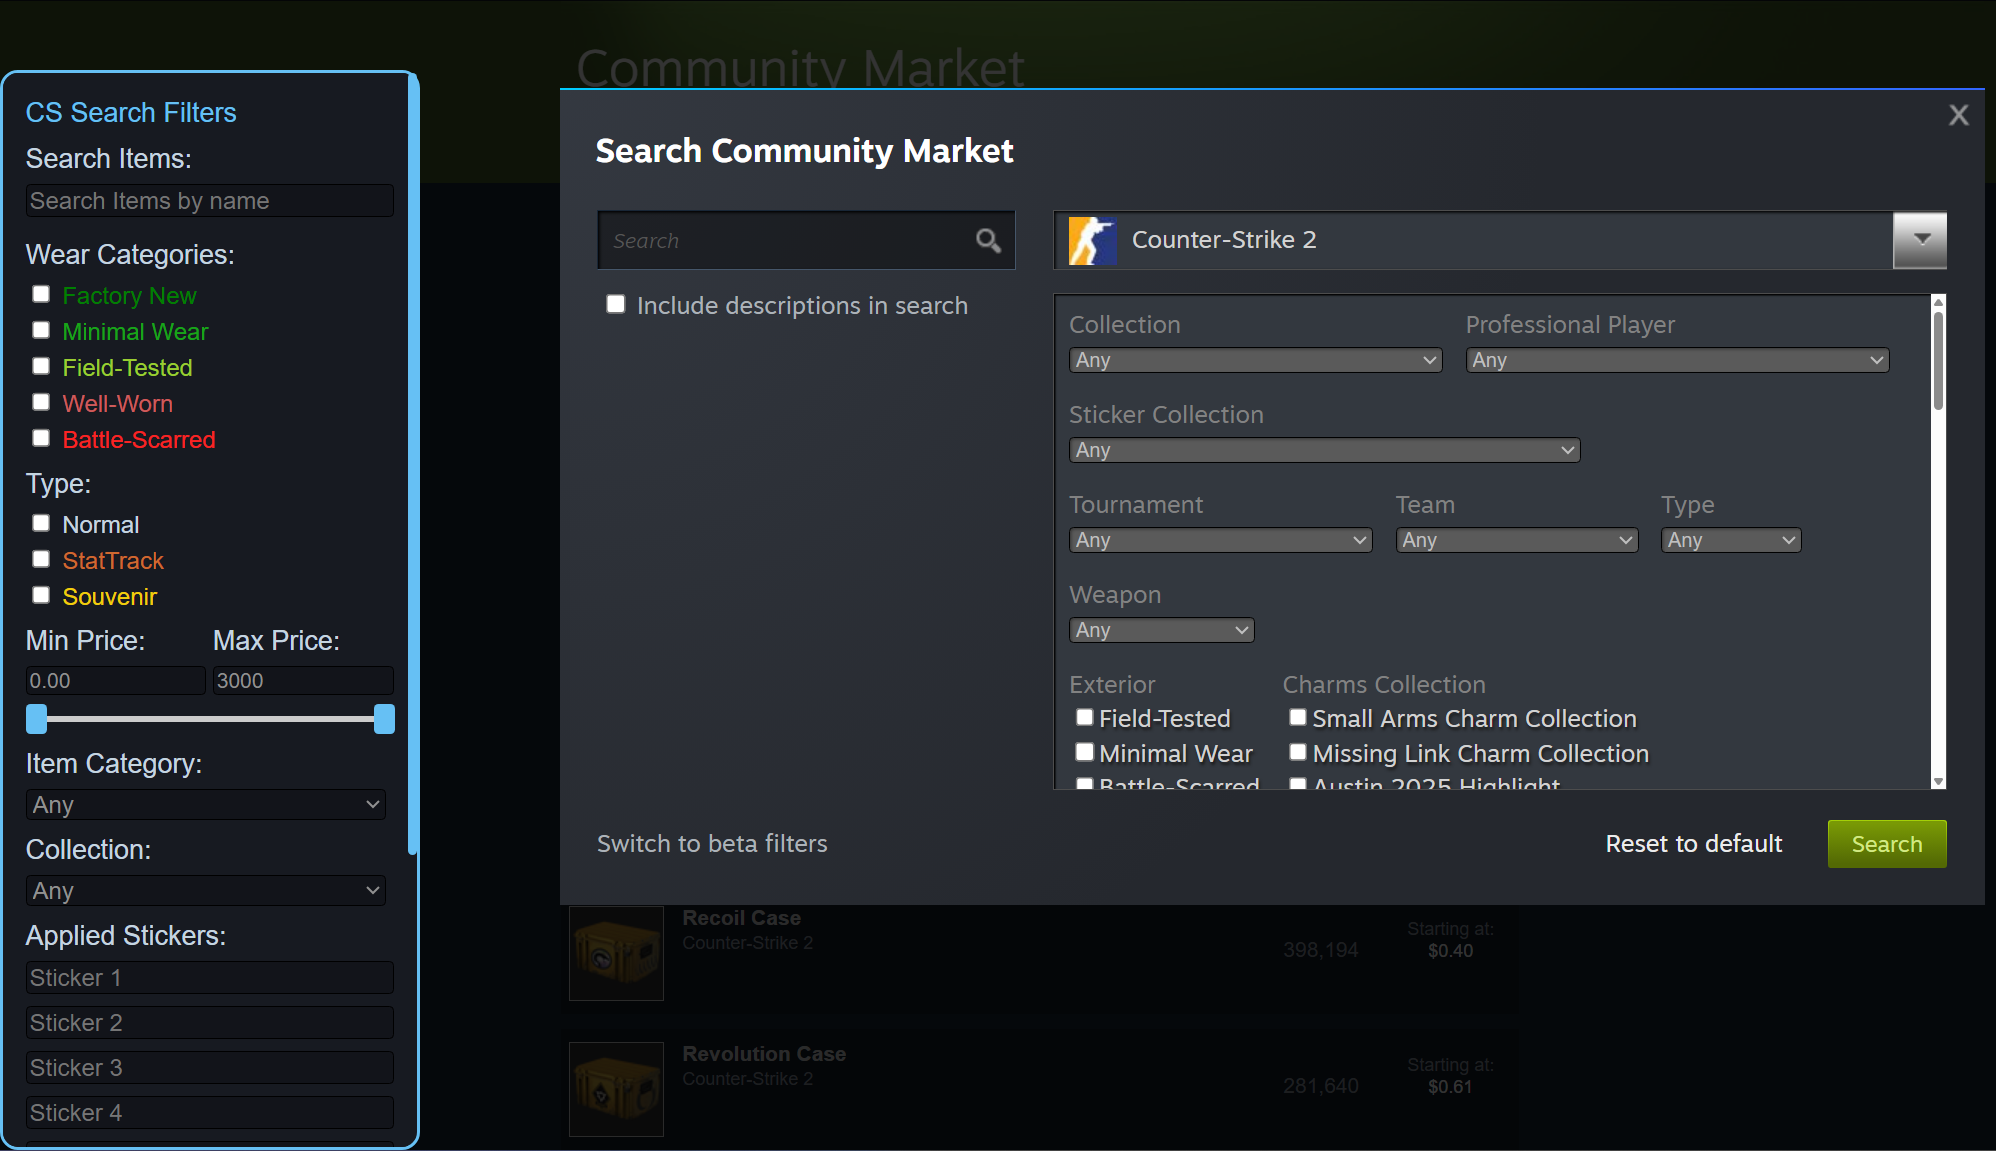 Community Market
CS Search Filters
Search Items:
Search Items by name
Wear Categories:
Factory New
Minimal Wear
Field-Tested
Well-Worn
Battle-Scarred
Type:
Normal
StatTrack
Souvenir
Min Price: Max Price:
0.00 3000
Item Category:
Any
Collection:
Any
Applied Stickers:
Sticker 1
Sticker 2
Sticker 3
Sticker 4
X
Search Community Market
Search
Include descriptions in search
Counter-Strike 2
Collection Professional Player
Any Any
Sticker Collection
Any
Tournament Team Type
Any Any Any
Weapon
Any
Exterior Charms Collection
Field-Tested Small Arms Charm Collection
Minimal Wear Missing Link Charm Collection
Battle-Scarred Austin 2025 Highlight
Switch to beta filters Reset to default Search
Recoil Case
Counter-Strike 2
398,194
Starting at:
$0.40
Revolution Case
Counter-Strike 2
281,640
Starting at:
$0.61